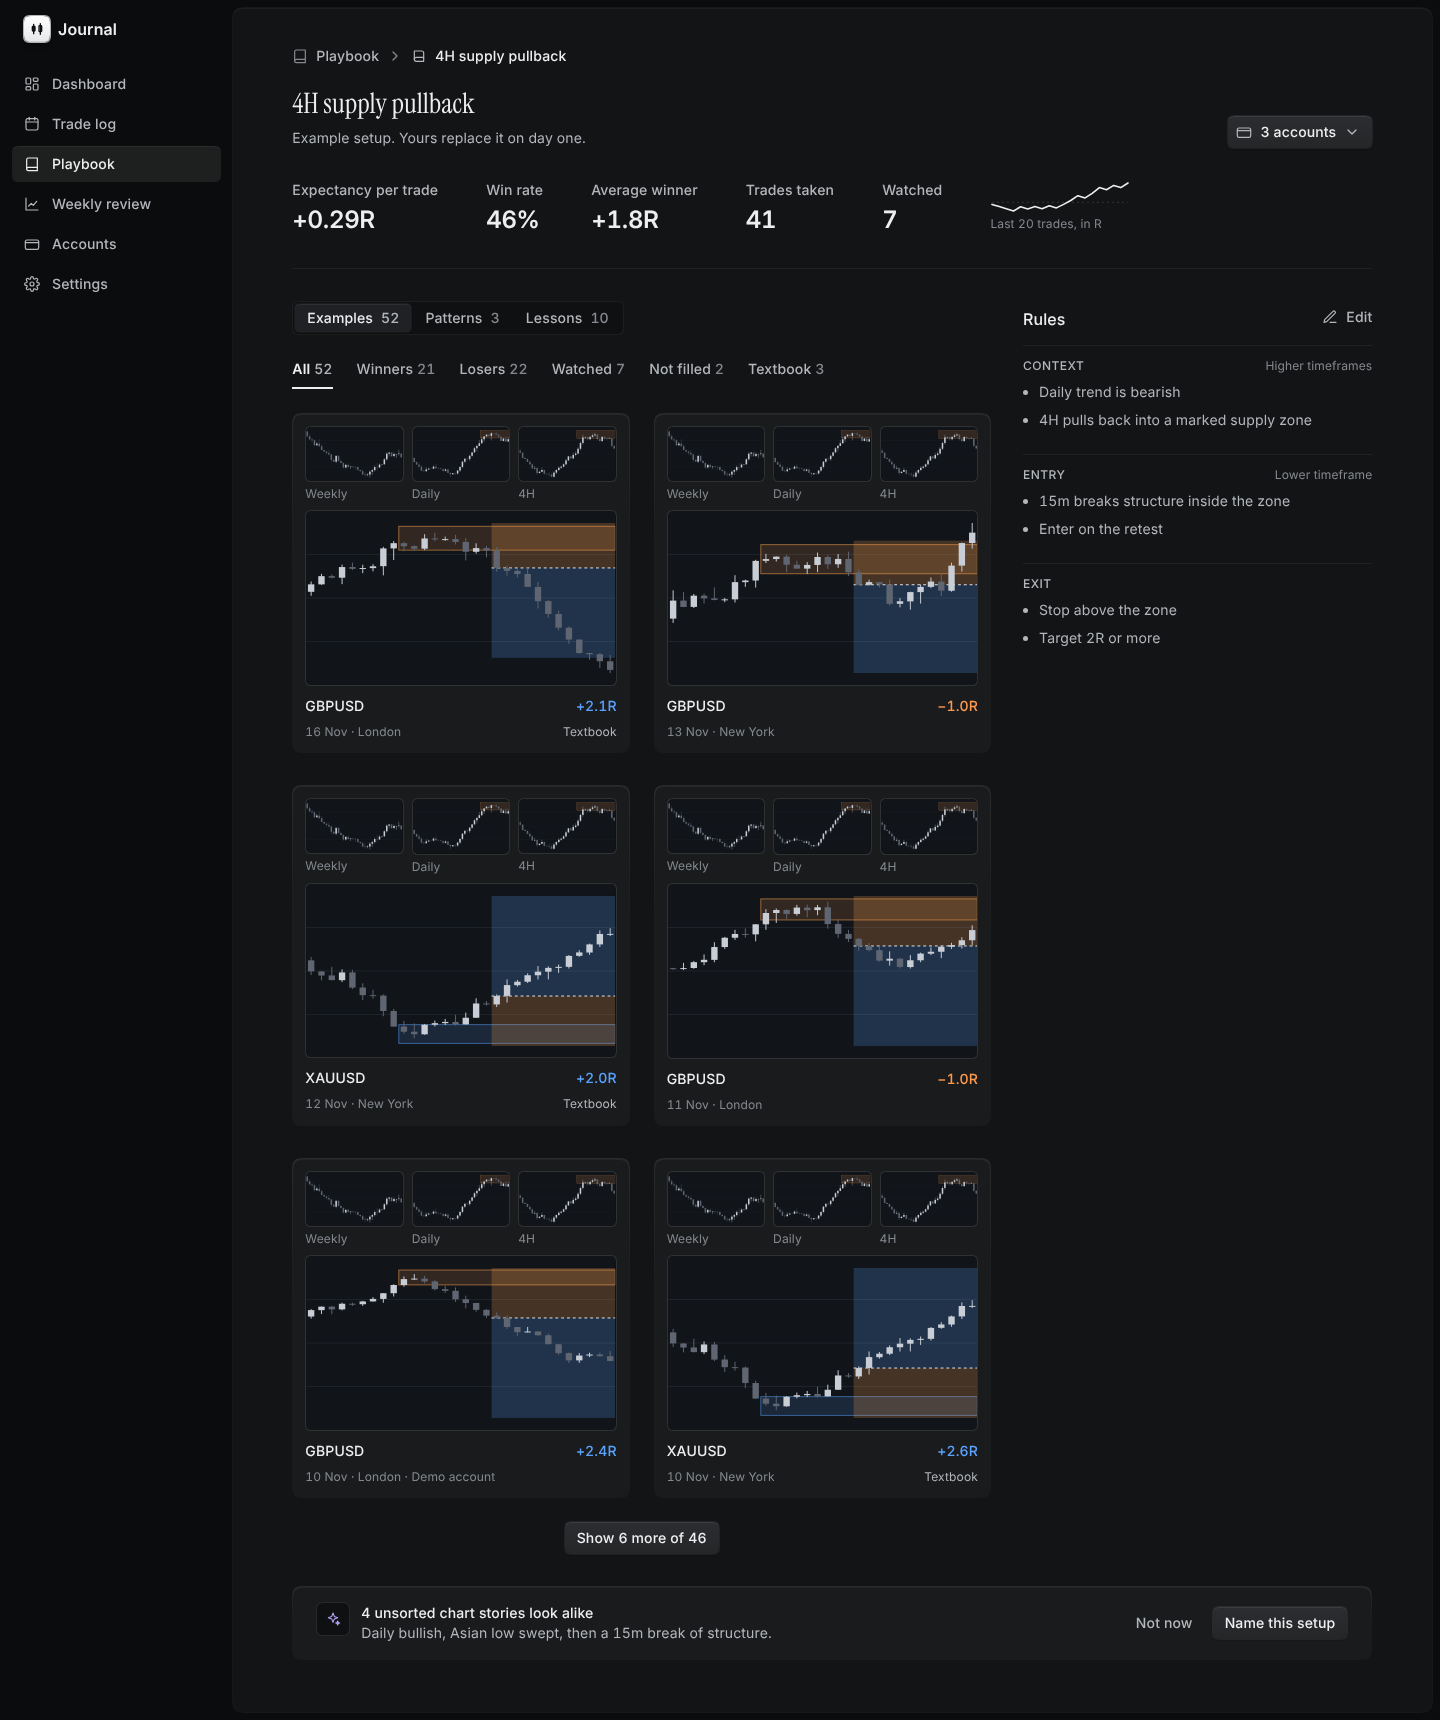 Journal
Dashboard
Trade log
Playbook
Weekly review
Accounts
Settings
Playbook > 4H supply pullback
4H supply pullback
Example setup. Yours replace it on day one.
3 accounts
Expectancy per trade
+0.29R
Win rate
46%
Average winner
+1.8R
Trades taken
41
Watched
7
Last 20 trades, in R
Examples 52 Patterns 3 Lessons 10
All 52 Winners 21 Losers 22 Watched 7 Not filled 2 Textbook 3
Weekly Daily 4H
GBPUSD +2.1R
16 Nov · London Textbook
Weekly Daily 4H
GBPUSD −1.0R
13 Nov · New York
Weekly Daily 4H
XAUUSD +2.0R
12 Nov · New York Textbook
Weekly Daily 4H
GBPUSD −1.0R
11 Nov · London
Weekly Daily 4H
GBPUSD +2.4R
10 Nov · London · Demo account
Weekly Daily 4H
XAUUSD +2.6R
10 Nov · New York Textbook
Show 6 more of 46
Rules Edit
CONTEXT Higher timeframes
• Daily trend is bearish
• 4H pulls back into a marked supply zone
ENTRY Lower timeframe
• 15m breaks structure inside the zone
• Enter on the retest
EXIT
• Stop above the zone
• Target 2R or more
4 unsorted chart stories look alike
Daily bullish, Asian low swept, then a 15m break of structure.
Not now
Name this setup